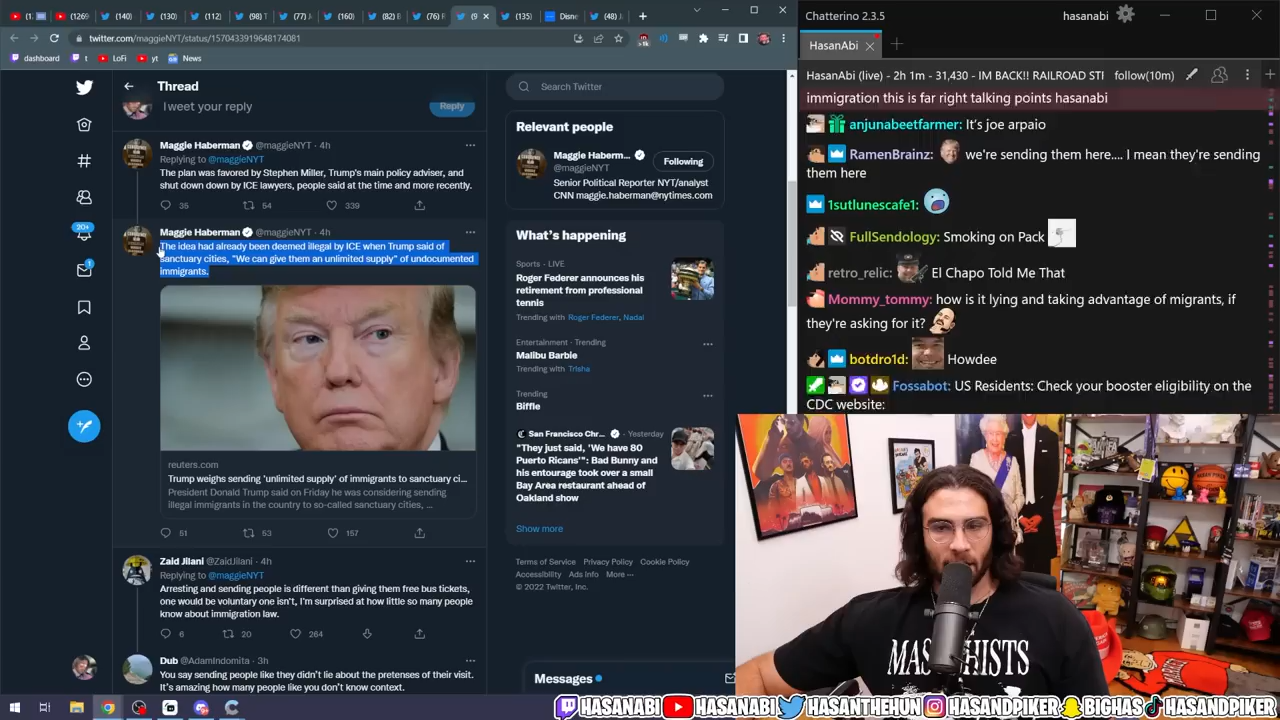 (140)
(130)
(112)
(160)
(135)
Disne
twitter.com/maggieNYT/status/1570433919648174081
dashboard
t
LoFi
yt
News
Thread
Tweet your reply
Reply
Maggie Haberman @maggieNYT · 4h
Replying to @maggieNYT
The plan was favored by Stephen Miller, Trump's main policy adviser, and
shut down down by ICE lawyers, people said at the time and more recently.
35 54 339
Maggie Haberman @maggieNYT · 4h
The idea had already been deemed illegal by ICE when Trump said of
sanctuary cities, "We can give them an unlimited supply" of undocumented
immigrants.
reuters.com
Trump weighs sending 'unlimited supply' of immigrants to sanctuary ci...
President Donald Trump said on Friday he was considering sending
illegal immigrants in the country to so-called sanctuary cities, ...
51 53 157
Zaid Jilani @ZaidJilani · 4h
Replying to @maggieNYT
Arresting and sending people is different than giving them free bus tickets,
one would be voluntary one isn't, I'm surprised at how little so many people
know about immigration law.
6 20 264
Dub @AdamIndomita · 3h
You say sending people like they didn't lie about the pretenses of their visit.
It's amazing how many people like you don't know context.
20+
1
Search Twitter
Relevant people
Maggie Haberm...
@maggieNYT
Following
Senior Political Reporter NYT/analyst
CNN maggie.haberman@nytimes.com
What's happening
Sports · LIVE
Roger Federer announces his
retirement from professional
tennis
Trending with Roger Federer, Nadal
Entertainment · Trending
Malibu Barbie
Trending with Trisha
Trending
Biffle
San Francisco Chr... · Yesterday
"They just said, 'We have 80
Puerto Ricans'": Bad Bunny and
his entourage took over a small
Bay Area restaurant ahead of
Oakland show
Show more
Terms of Service Privacy Policy Cookie Policy
Accessibility Ads Info More ···
© 2022 Twitter, Inc.
Messages
Chatterino 2.3.5
hasanabi
HasanAbi
HasanAbi (live) - 2h 1m - 31,430 - IM BACK!! RAILROAD STF follow(10m)
immigration this is far right talking points hasanabi
anjunabeetfarmer: It's joe arpaio
RamenBrainz: we're sending them here.... I mean they're sending
them here
1sutlunescafe1:
FullSendology: Smoking on Pack
retro_relic: El Chapo Told Me That
Mommy_tommy: how is it lying and taking advantage of migrants, if
they're asking for it?
botdro1d: Howdee
Fossabot: US Residents: Check your booster eligibility on the
CDC website:
HASANABI HASANABI HASANTHEHUN HASANDPIKER BIGHAS HASANDPIKER